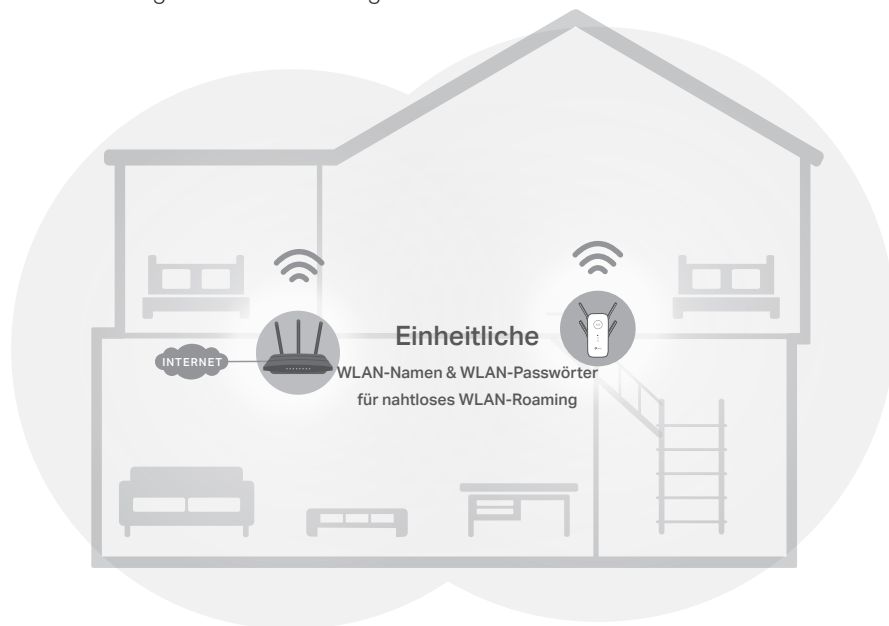 INTERNET
Einheitliche
WLAN-Namen & WLAN-Passwörter
für nahtloses WLAN-Roaming